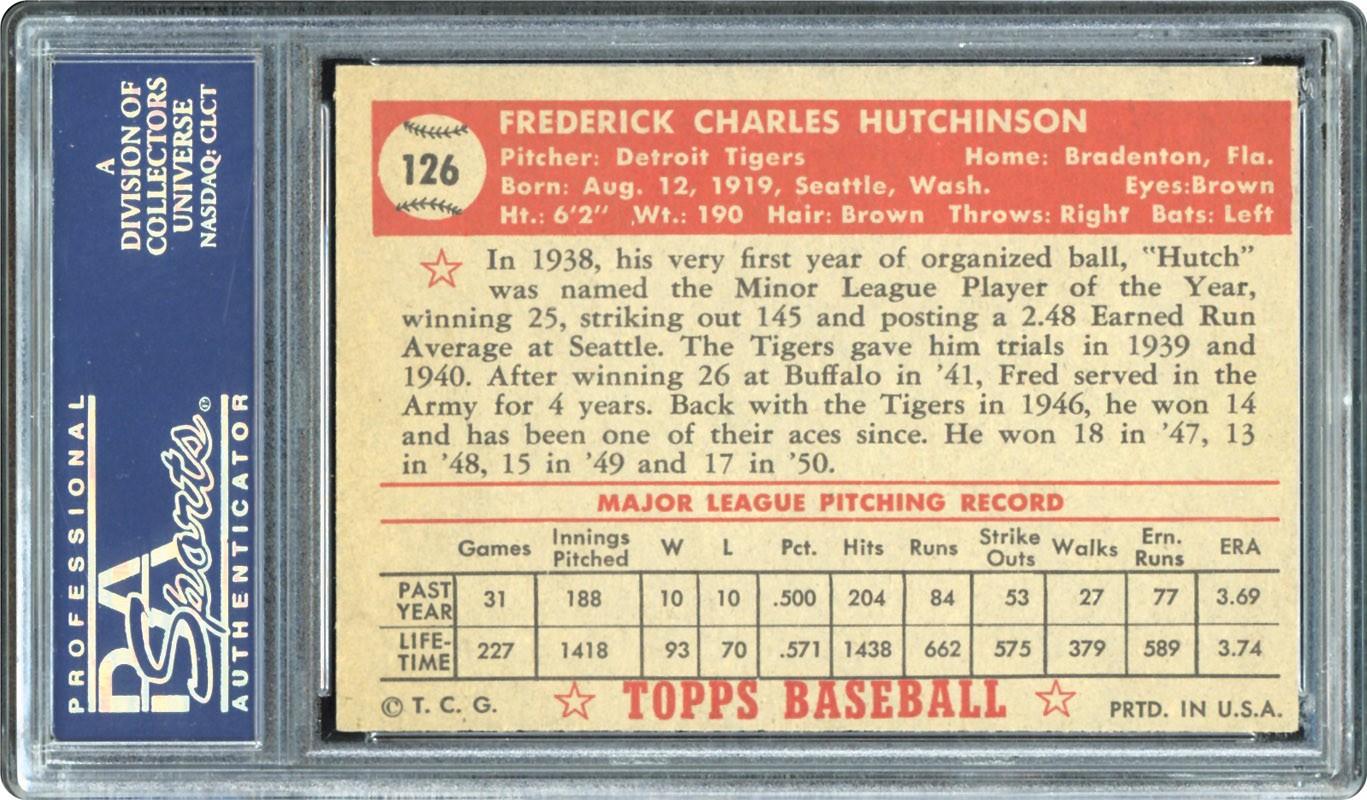 A
DIVISION OF
COLLECTORS
UNIVERSE
NASDAQ: CLCT
PROFESSIONAL
PSA
Sports
AUTHENTICATOR
126
FREDERICK CHARLES HUTCHINSON
Pitcher: Detroit Tigers Home: Bradenton, Fla.
Born: Aug. 12, 1919, Seattle, Wash. Eyes:Brown
Ht.: 6'2" Wt.: 190 Hair: Brown Throws: Right Bats: Left
In 1938, his very first year of organized ball, "Hutch"
was named the Minor League Player of the Year,
winning 25, striking out 145 and posting a 2.48 Earned Run
Average at Seattle. The Tigers gave him trials in 1939 and
1940. After winning 26 at Buffalo in '41, Fred served in the
Army for 4 years. Back with the Tigers in 1946, he won 14
and has been one of their aces since. He won 18 in '47, 13
in '48, 15 in '49 and 17 in '50.
MAJOR LEAGUE PITCHING RECORD
Games Innings Pitched W L Pct. Hits Runs Strike Outs Walks Ern. Runs ERA
PAST YEAR 31 188 10 10 .500 204 84 53 27 77 3.69
LIFE-TIME 227 1418 93 70 .571 1438 662 575 379 589 3.74
© T. C. G. TOPPS BASEBALL PRTD. IN U.S.A.